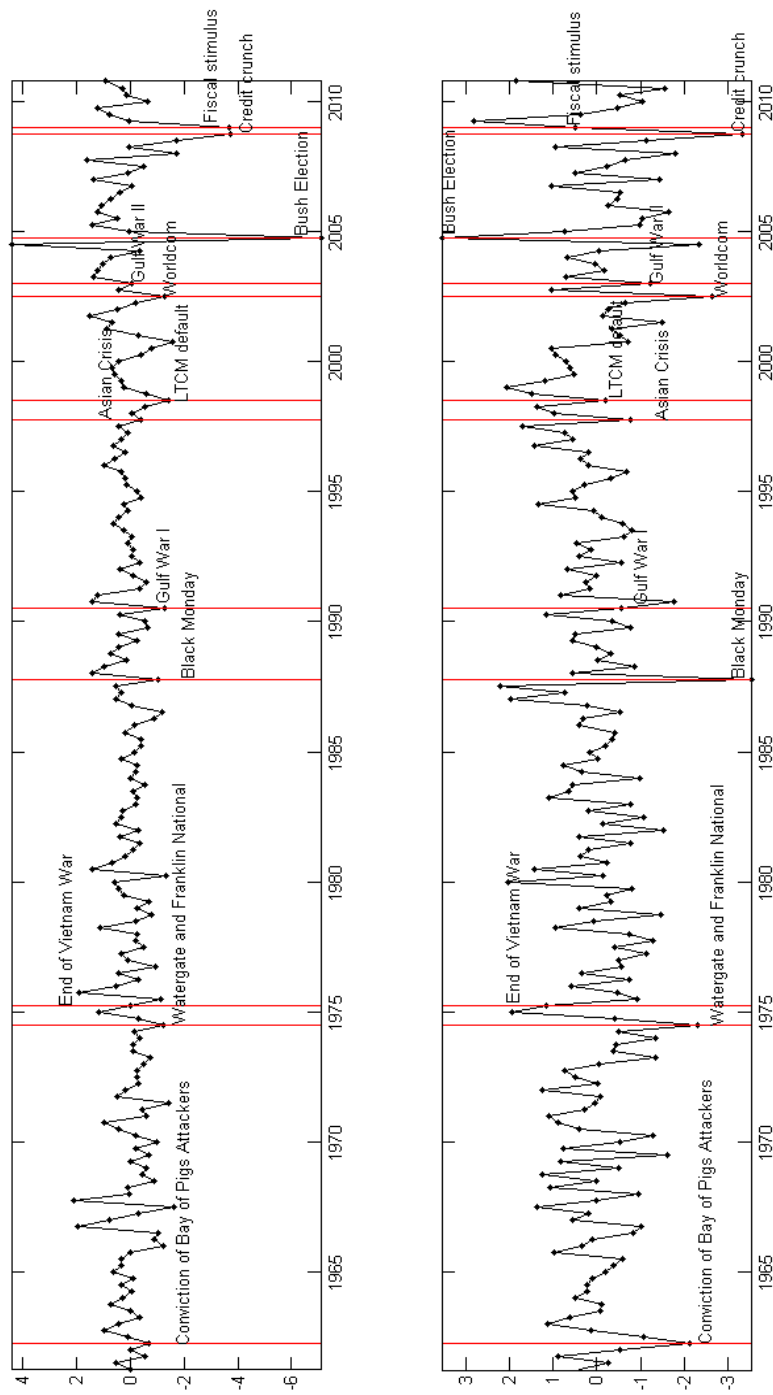 4
2
0
-2
-4
-6
1965
1970
1975
1980
1985
1990
1995
2000
2005
2010
Conviction of Bay of Pigs Attackers
Watergate and Franklin National
End of Vietnam War
Black Monday
Gulf War I
Asian Crisis
LTCM default
Worldcom
Gulf War II
Bush Election
Credit crunch
Fiscal stimulus
3
2
1
0
-1
-2
-3
1965
1970
1975
1980
1985
1990
1995
2000
2005
2010
Conviction of Bay of Pigs Attackers
Watergate and Franklin National
End of Vietnam War
Black Monday
Gulf War I
Asian Crisis
LTCM default
Worldcom
Gulf War II
Bush Election
Credit crunch
Fiscal stimulus